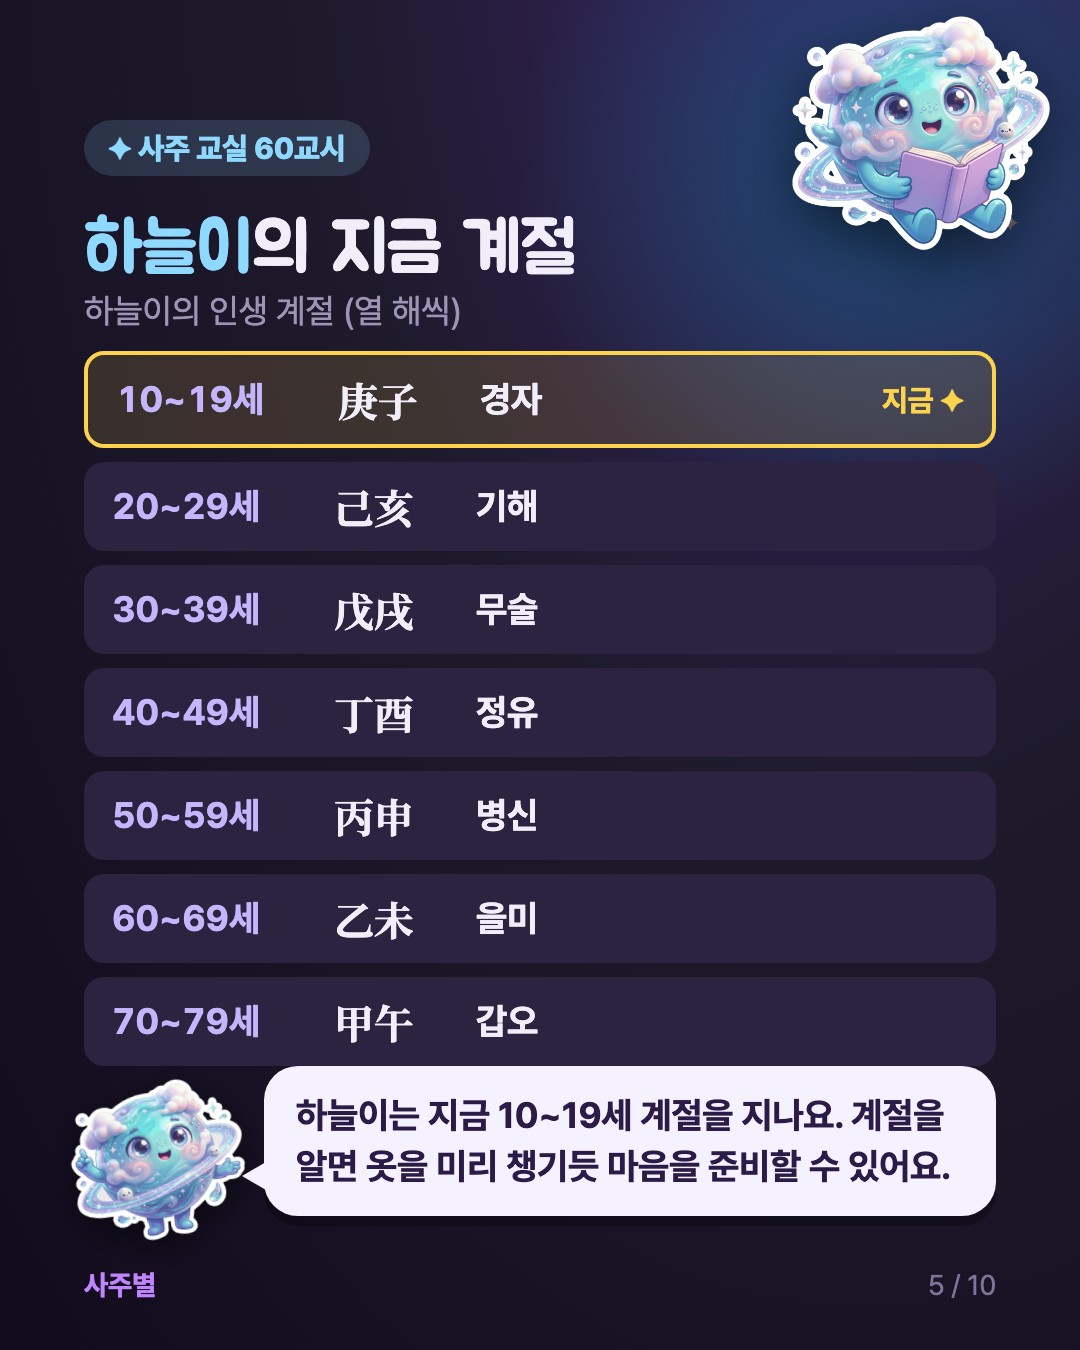 사주 교실 60교시
하늘이의 지금 계절
하늘이의 인생 계절 (열 해씩)
10~19세 庚子 경자 지금
20~29세 己亥 기해
30~39세 戊戌 무술
40~49세 丁酉 정유
50~59세 丙申 병신
60~69세 乙未 을미
70~79세 甲午 갑오
하늘이는 지금 10~19세 계절을 지나요. 계절을
알면 옷을 미리 챙기듯 마음을 준비할 수 있어요.
사주별
5 / 10